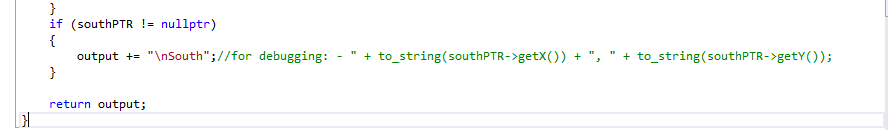 }
if (southPTR != nullptr)
{
output += "\nSouth";//for debugging: - " + to_string(southPTR->getX()) + ", " + to_string(southPTR->getY());
}
return output;
}